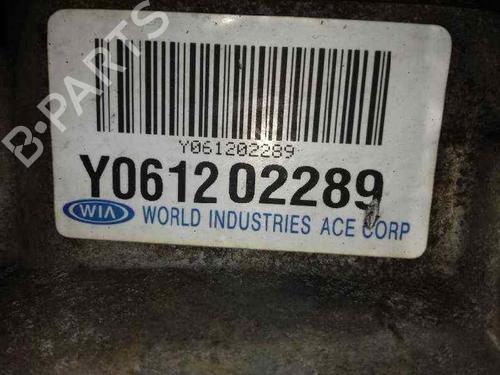 B-PARTS
Y061202289
Y061202289
WIA WORLD INDUSTRIES ACE CORP